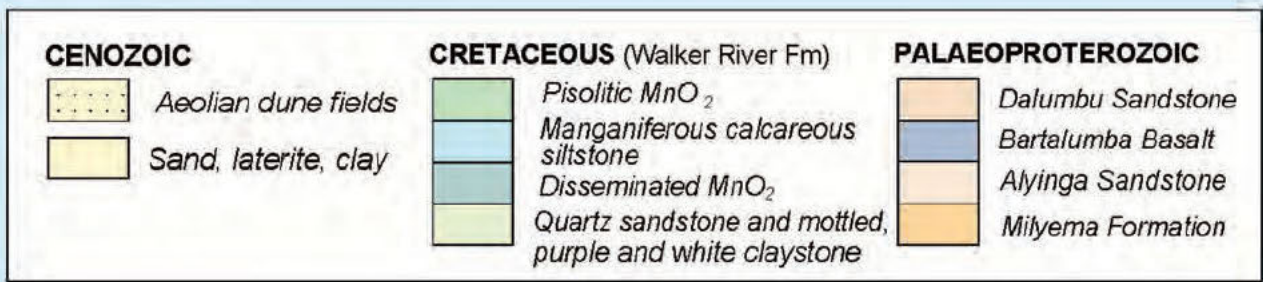 CENOZOIC
Aeolian dune fields
Sand, laterite, clay
CRETACEOUS (Walker River Fm)
Pisolitic MnO₂
Manganiferous calcareous
siltstone
Disseminated MnO₂
Quartz sandstone and mottled,
purple and white claystone
PALAEOPROTEROZOIC
Dalumbu Sandstone
Bartalumba Basalt
Alyinga Sandstone
Milyema Formation